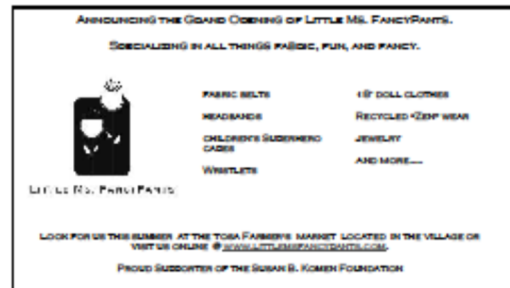 Announcing the Grand Opening of Little Ms. FancyPants.
Specializing in all things fabric, fun, and fancy.
Fabric belts
Headbands
Children's Superhero
capes
Wristlets
18" doll clothes
Recycled "Zen" wear
Jewelry
and more....
Little Ms. FancyPants
Look for us this summer at the Tosa Farmer's Market located in the village or
visit us online @ www.littlemsfancypants.com.
Proud Supporter of the Susan B. Komen Foundation